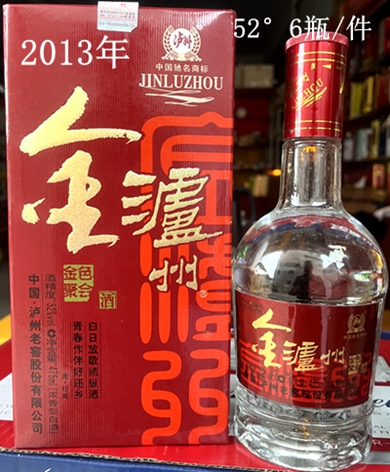 2013年
52° 6瓶/件
中国驰名商标
JINLUZHOU
金泸州
金色聚会酒
白日放歌须纵酒
青春作伴好还乡
中国·泸州老窖股份有限公司
金泸州